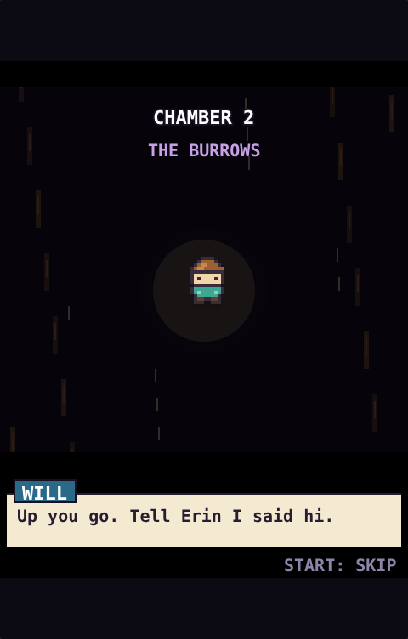 CHAMBER 2
THE BURROWS
WILL
Up you go. Tell Erin I said hi.
START: SKIP